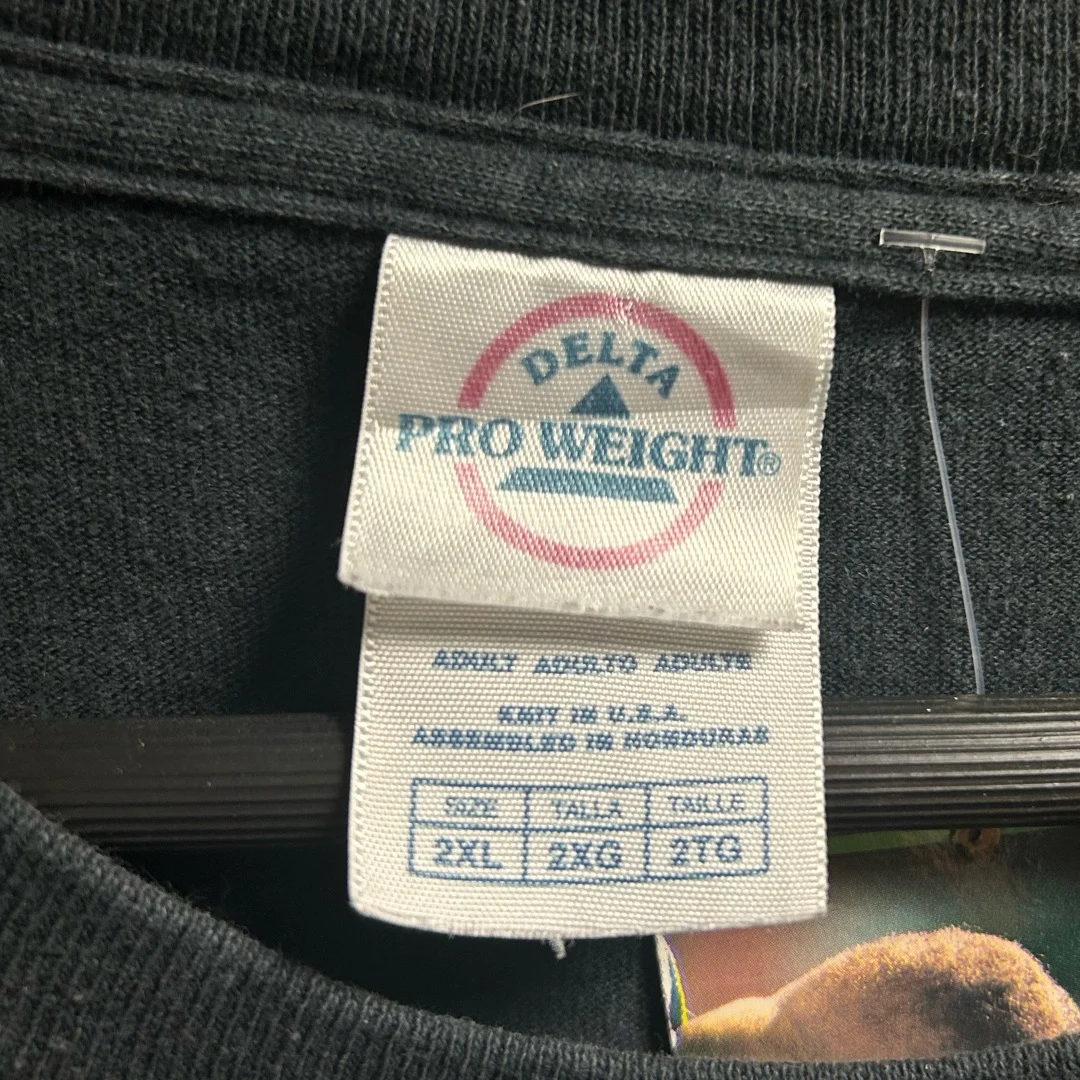 DELTA
PRO WEIGHT®
ADULT ADULTO ADULTE
KNIT IN U.S.A.
ASSEMBLED IN HONDURAS
SIZE TALLA TAILLE
2XL 2XG 2TG